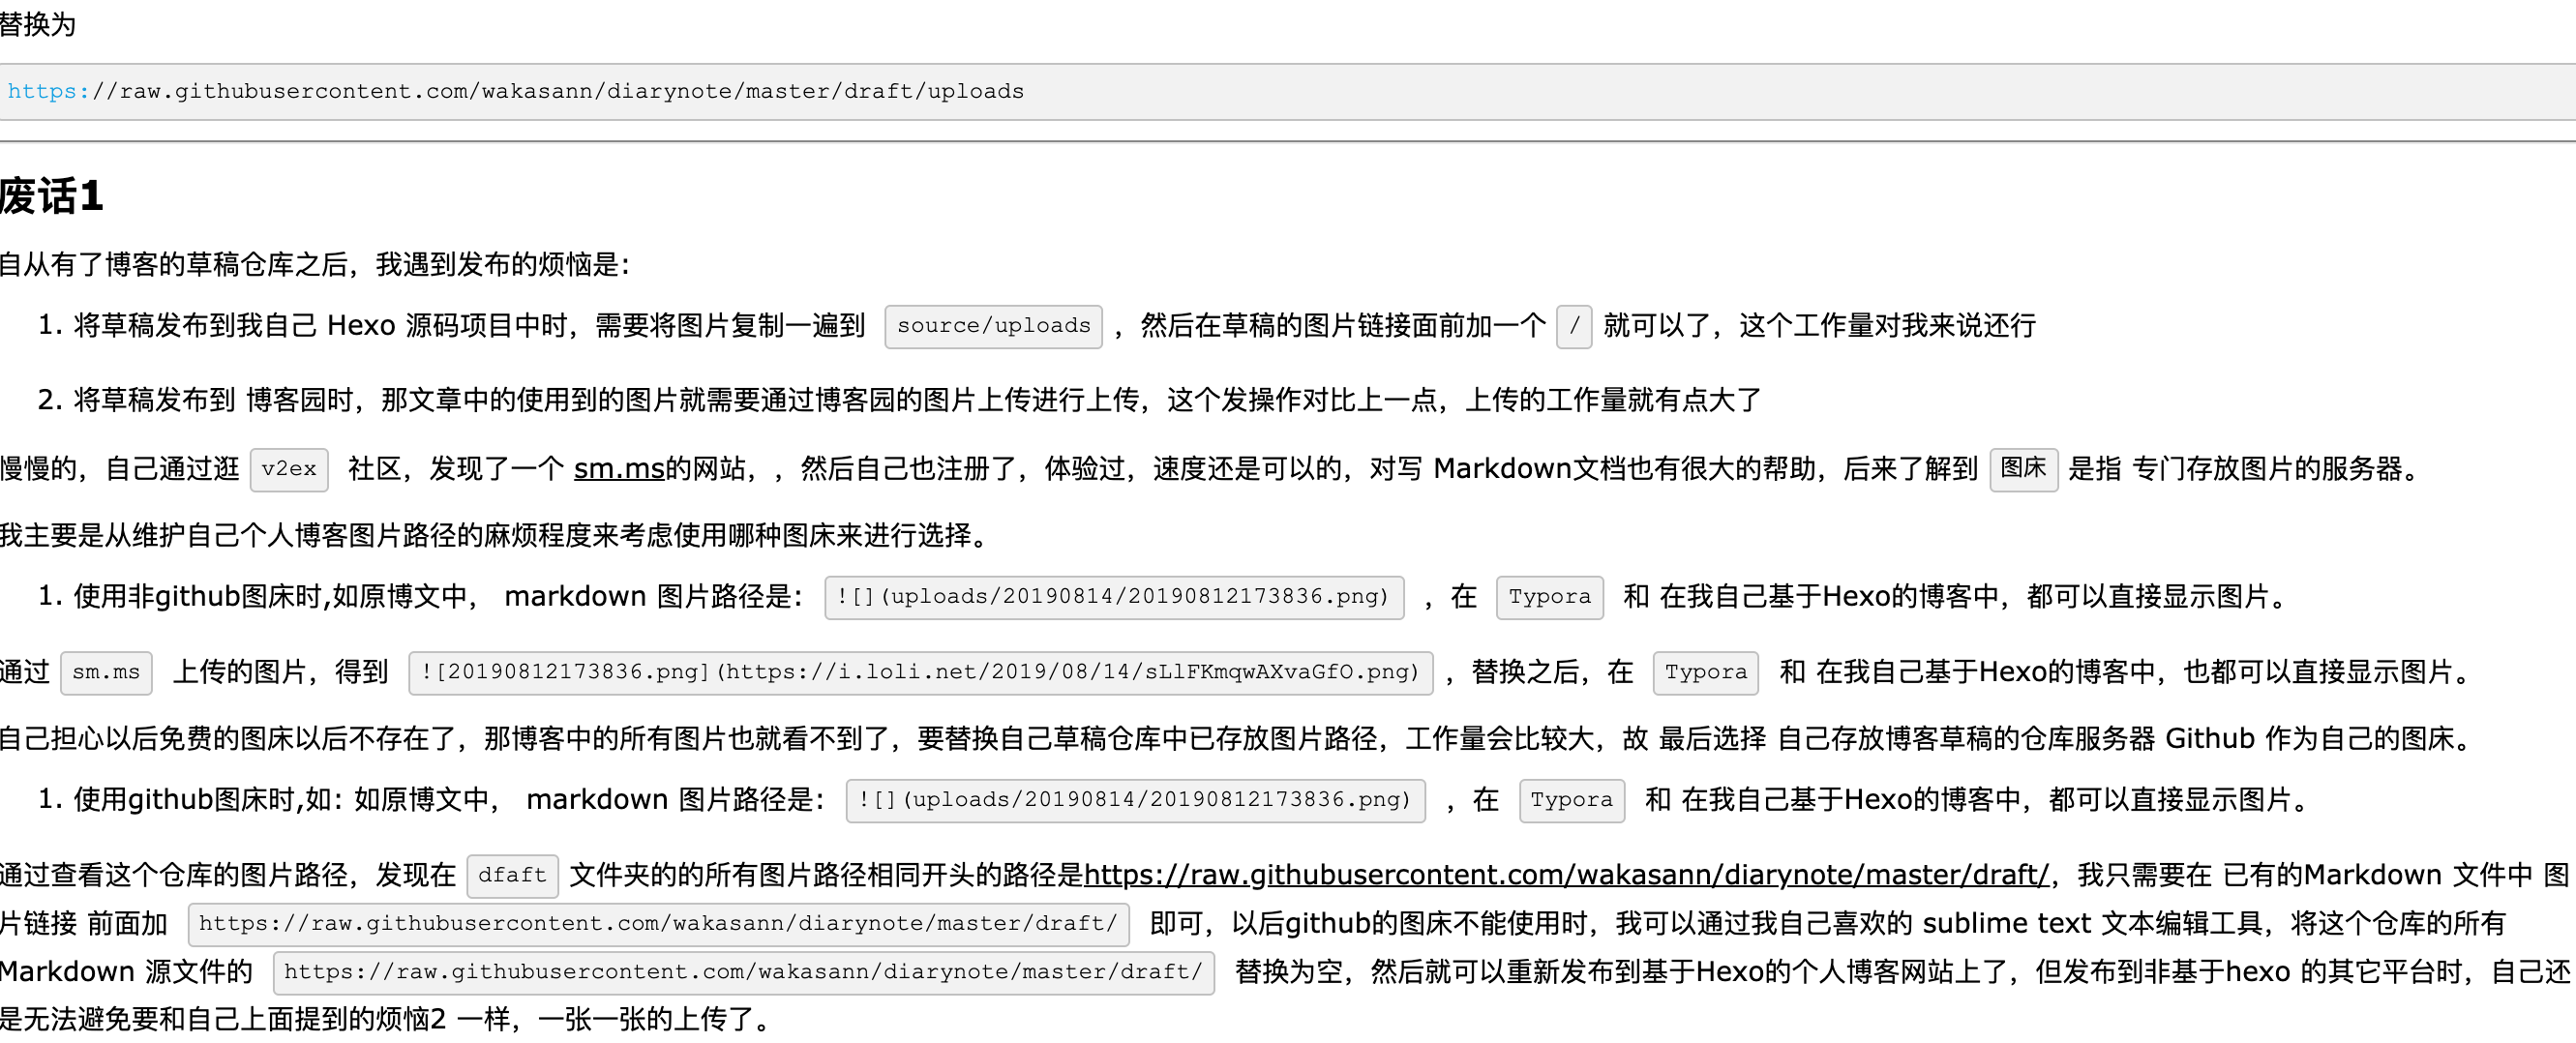 替换为
https://raw.githubusercontent.com/wakasann/diarynote/master/draft/uploads
废话1
自从有了博客的草稿仓库之后，我遇到发布的烦恼是：
1. 将草稿发布到我自己 Hexo 源码项目中时，需要将图片复制一遍到 source/uploads ，然后在草稿的图片链接面前加一个 / 就可以了，这个工作量对我来说还行
2. 将草稿发布到 博客园时，那文章中的使用到的图片就需要通过博客园的图片上传进行上传，这个发操作对比上一点，上传的工作量就有点大了
慢慢的，自己通过逛 v2ex 社区，发现了一个 sm.ms的网站，，然后自己也注册了，体验过，速度还是可以的，对写 Markdown文档也有很大的帮助，后来了解到 图床 是指 专门存放图片的服务器。
我主要是从维护自己个人博客图片路径的麻烦程度来考虑使用哪种图床来进行选择。
1. 使用非github图床时,如原博文中， markdown 图片路径是： ![](uploads/20190814/20190812173836.png) ，在 Typora 和 在我自己基于Hexo的博客中，都可以直接显示图片。
通过 sm.ms 上传的图片，得到 ![20190812173836.png](https://i.loli.net/2019/08/14/sLlFKmqwAXvaGfO.png) ，替换之后，在 Typora 和 在我自己基于Hexo的博客中，也都可以直接显示图片。
自己担心以后免费的图床以后不存在了，那博客中的所有图片也就看不到了，要替换自己草稿仓库中已存放图片路径，工作量会比较大，故 最后选择 自己存放博客草稿的仓库服务器 Github 作为自己的图床。
1. 使用github图床时,如: 如原博文中， markdown 图片路径是： ![](uploads/20190814/20190812173836.png) ，在 Typora 和 在我自己基于Hexo的博客中，都可以直接显示图片。
通过查看这个仓库的图片路径，发现在 dfaft 文件夹的的所有图片路径相同开头的路径是https://raw.githubusercontent.com/wakasann/diarynote/master/draft/，我只需要在 已有的Markdown 文件中 图
片链接 前面加 https://raw.githubusercontent.com/wakasann/diarynote/master/draft/ 即可，以后github的图床不能使用时，我可以通过我自己喜欢的 sublime text 文本编辑工具，将这个仓库的所有
Markdown 源文件的 https://raw.githubusercontent.com/wakasann/diarynote/master/draft/ 替换为空，然后就可以重新发布到基于Hexo的个人博客网站上了，但发布到非基于hexo 的其它平台时，自己还
是无法避免要和自己上面提到的烦恼2 一样，一张一张的上传了。